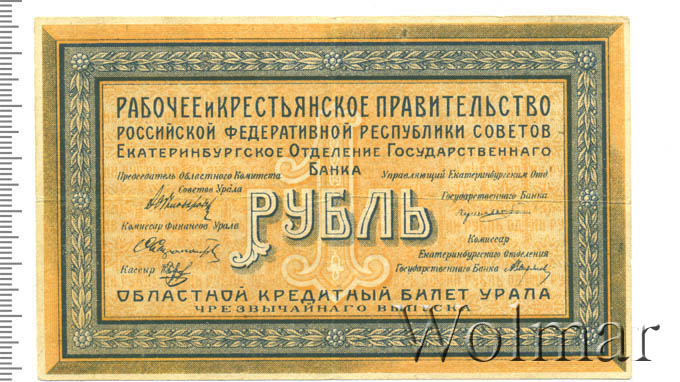 РАБОЧЕЕ и КРЕСТЬЯНСКОЕ ПРАВИТЕЛЬСТВО
РОССИЙСКОЙ ФЕДЕРАТИВНОЙ РЕСПУБЛИКИ СОВЕТОВ
ЕКАТЕРИНБУРГСКОЕ ОТДЕЛЕНИЕ ГОСУДАРСТВЕННАГО
БАНКА
Председатель Областного Комитета
Советов Урала
Управляющий Екатеринбургским Отд
Государственного Банка
Комиссар Финансов Урала
Кассир
1
РУБЛЬ
Комиссар
Екатеринбургского Отделения
Государственного Банка
ОБЛАСТНОЙ КРЕДИТНЫЙ БИЛЕТ УРАЛА
ЧРЕЗВЫЧАЙНАГО ВЫПУСКА
Wolmar